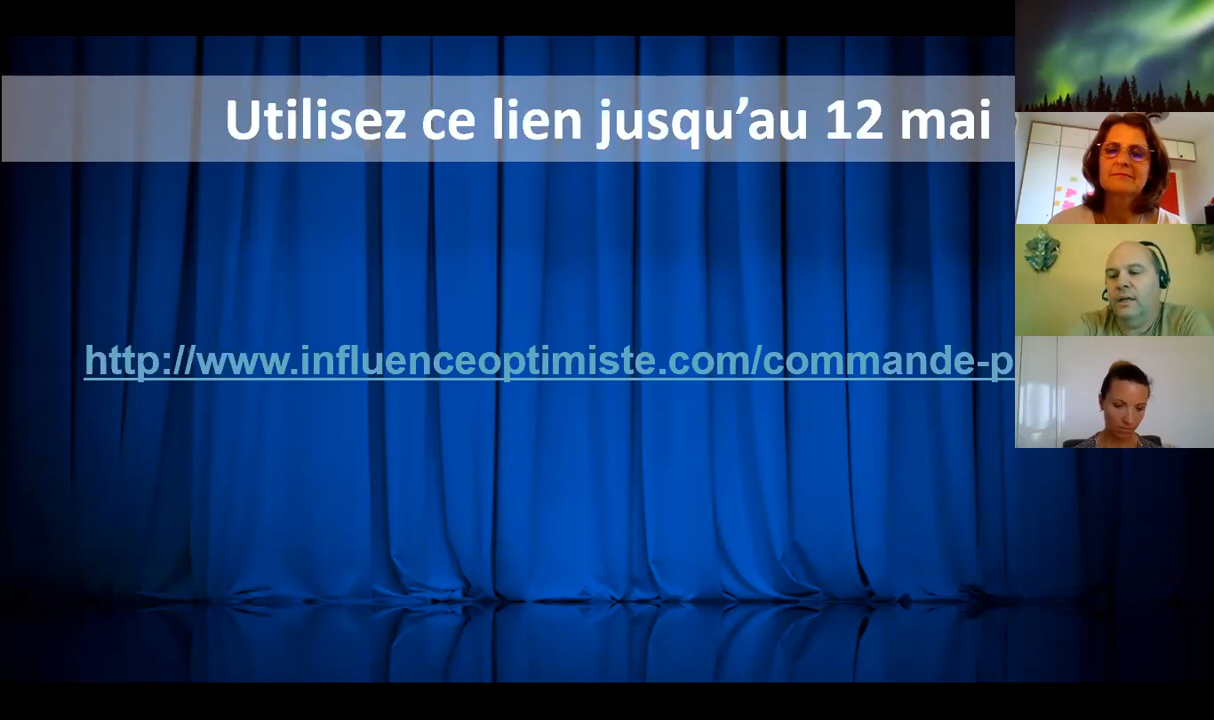 Utilisez ce lien jusqu’au 12 mai
http://www.influenceoptimiste.com/commande-p